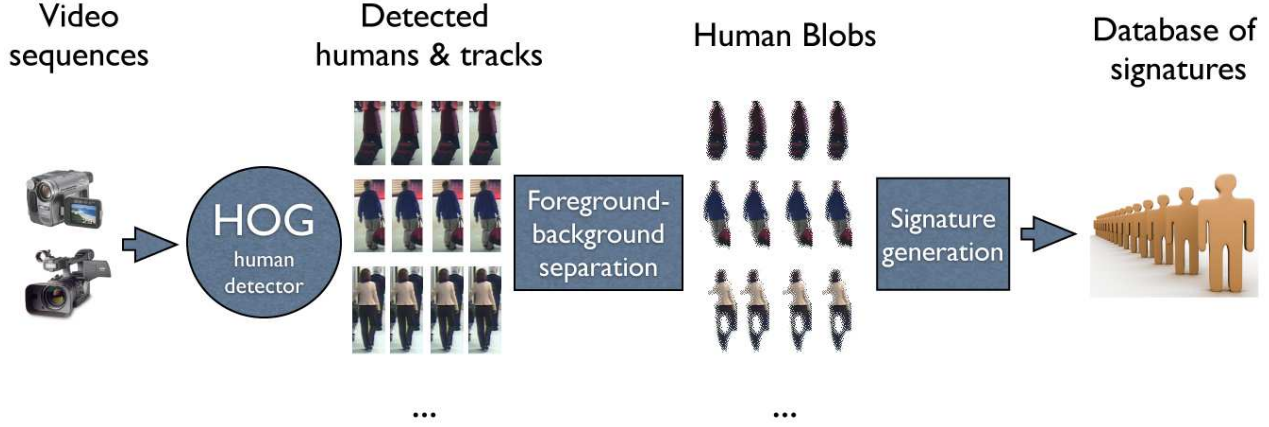 Video
sequences
Detected
humans & tracks
Human Blobs
Database of
signatures
HOG
human
detector
Foreground-
background
separation
Signature
generation
...
...